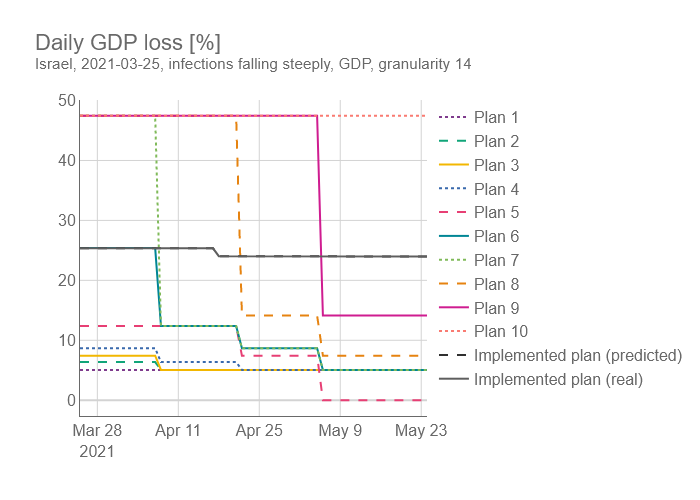 Daily GDP loss [%]
Israel, 2021-03-25, infections falling steeply, GDP, granularity 14
50
40
30
20
10
0
Mar 28
2021
Apr 11
Apr 25
May 9
May 23
Plan 1
Plan 2
Plan 3
Plan 4
Plan 5
Plan 6
Plan 7
Plan 8
Plan 9
Plan 10
Implemented plan (predicted)
Implemented plan (real)